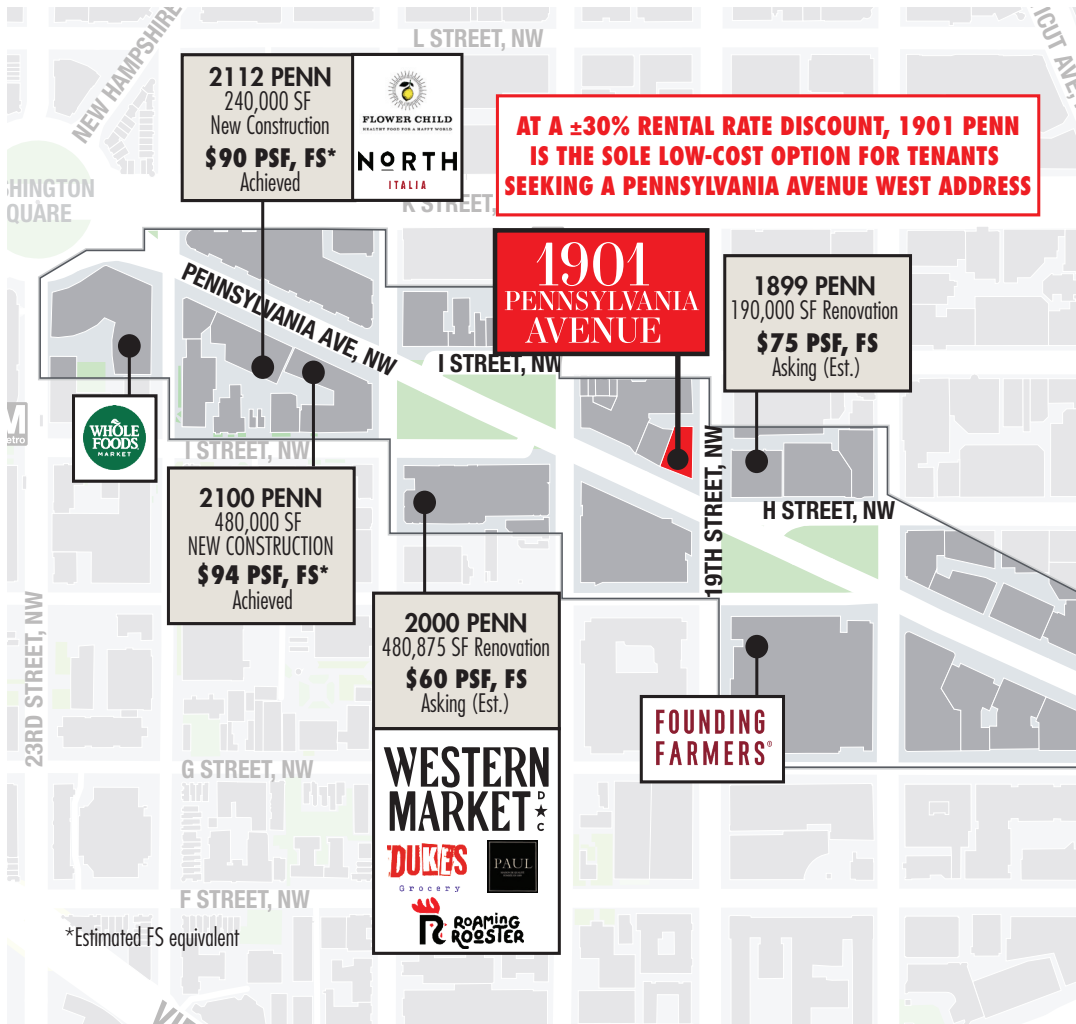 L STREET, NW
NEW HAMPSHIRE
ICUT AVE,
2112 PENN
240,000 SF
New Construction
$90 PSF, FS*
Achieved
FLOWER CHILD
HEALTHY FOOD FOR A HAPPY WORLD
NORTH
ITALIA
AT A ±30% RENTAL RATE DISCOUNT, 1901 PENN
IS THE SOLE LOW-COST OPTION FOR TENANTS
SEEKING A PENNSYLVANIA AVENUE WEST ADDRESS
SHINGTON
QUARE
K STREET,
PENNSYLVANIA AVE, NW
1901
PENNSYLVANIA
AVENUE
1899 PENN
190,000 SF Renovation
$75 PSF, FS
Asking (Est.)
I STREET, NW
M
etro
WHOLE
FOODS
MARKET
I STREET, NW
19TH STREET, NW
H STREET, NW
2100 PENN
480,000 SF
NEW CONSTRUCTION
$94 PSF, FS*
Achieved
2000 PENN
480,875 SF Renovation
$60 PSF, FS
Asking (Est.)
23RD STREET, NW
FOUNDING
FARMERS®
G STREET, NW
WESTERN
MARKET
D★C
DUKE'S
Grocery
PAUL
ROAMING
ROOSTER
F STREET, NW
*Estimated FS equivalent